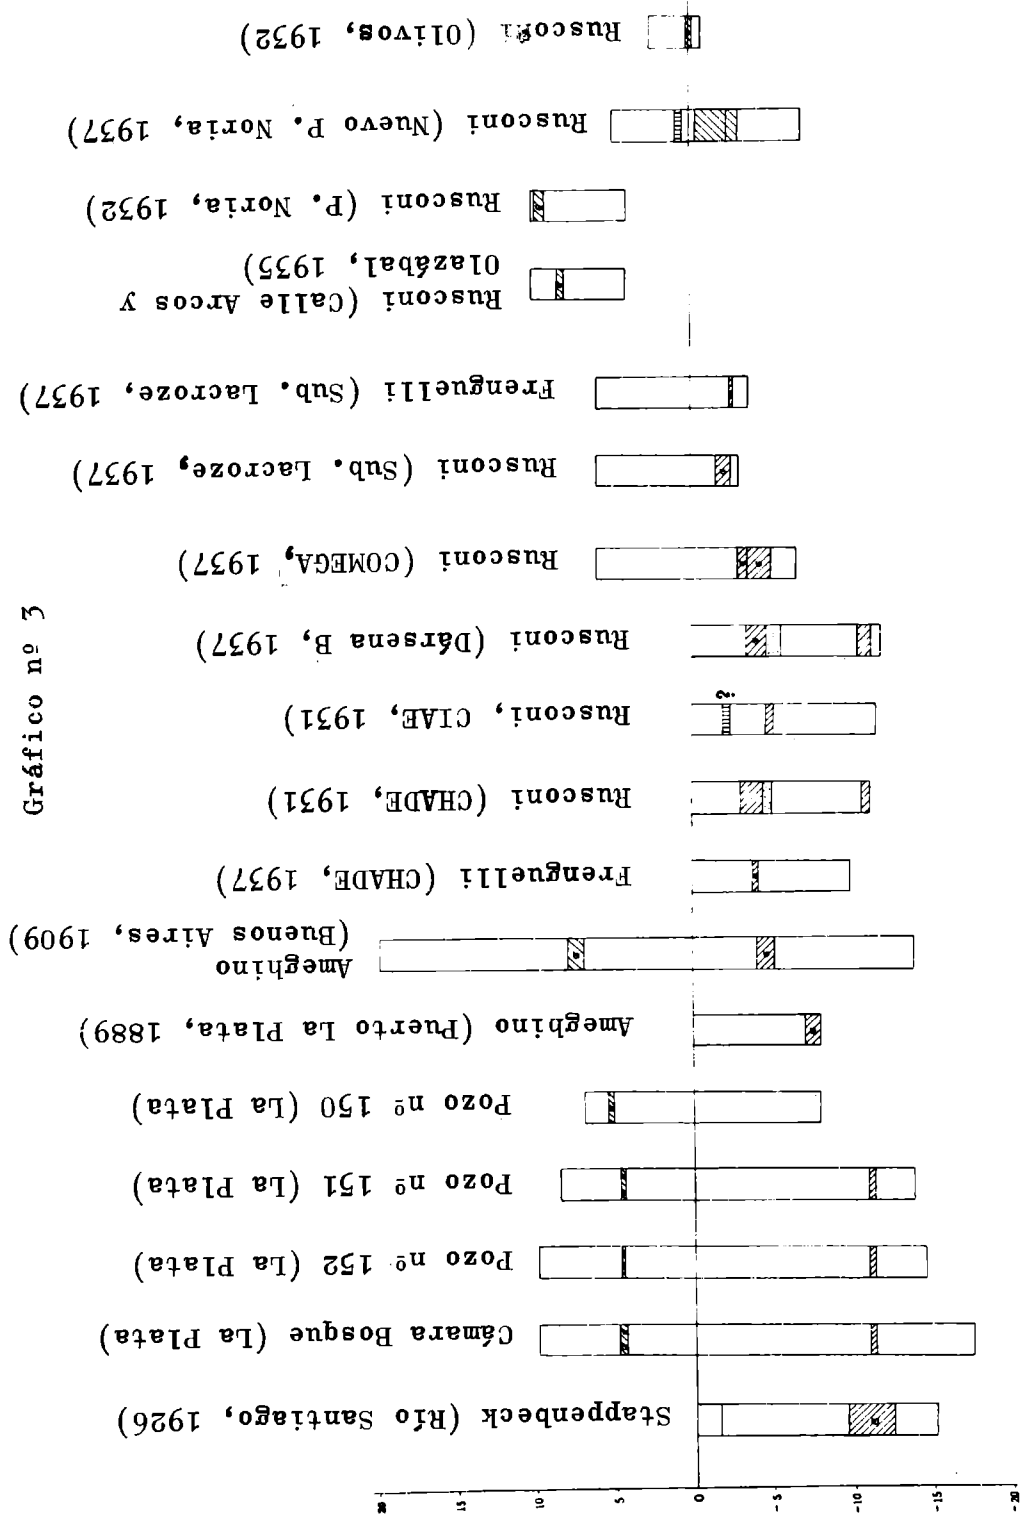 Gráfico nº 3
Stappenbeck (Río Santiago, 1926)
Cámara Bosque (La Plata)
Pozo nº 152 (La Plata)
Pozo nº 151 (La Plata)
Pozo nº 150 (La Plata)
Ameghino (Puerto La Plata, 1889)
Ameghino
(Buenos Aires, 1909)
Frenguelli (CHADE, 1937)
Rusconi (CHADE, 1931)
Rusconi, CIAE, 1931)
?
Rusconi (Dársena B, 1937)
Rusconi (COMEGA, 1937)
Rusconi (Sub. Lacroze, 1937)
Frenguelli (Sub. Lacroze, 1937)
Rusconi (Calle Arcos y
Olazábal, 1935)
Rusconi (P. Noria, 1932)
Rusconi (Nuevo P. Noria, 1937)
Rusconi (Olivos, 1932)
20
15
10
5
0
-5
-10
-15
-20